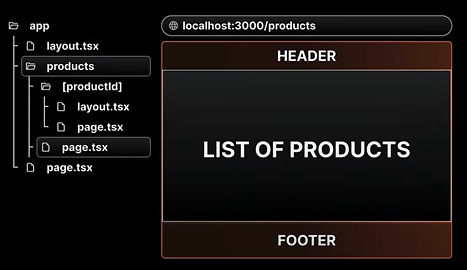 app
layout.tsx
products
[productId]
layout.tsx
page.tsx
page.tsx
page.tsx
localhost:3000/products
HEADER
LIST OF PRODUCTS
FOOTER